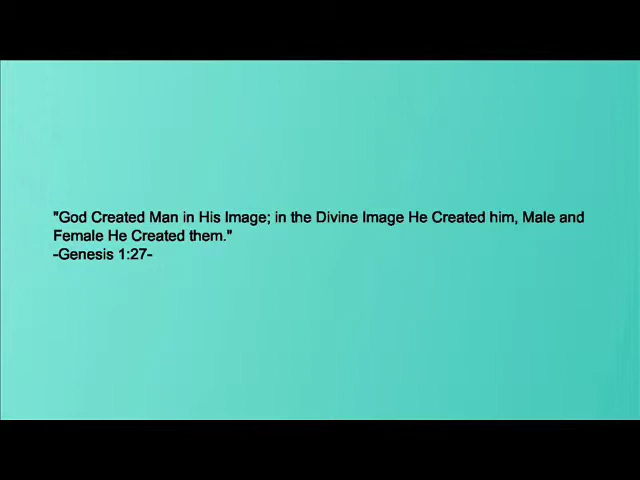 "God Created Man in His Image; in the Divine Image He Created him, Male and
Female He Created them."
-Genesis 1:27-